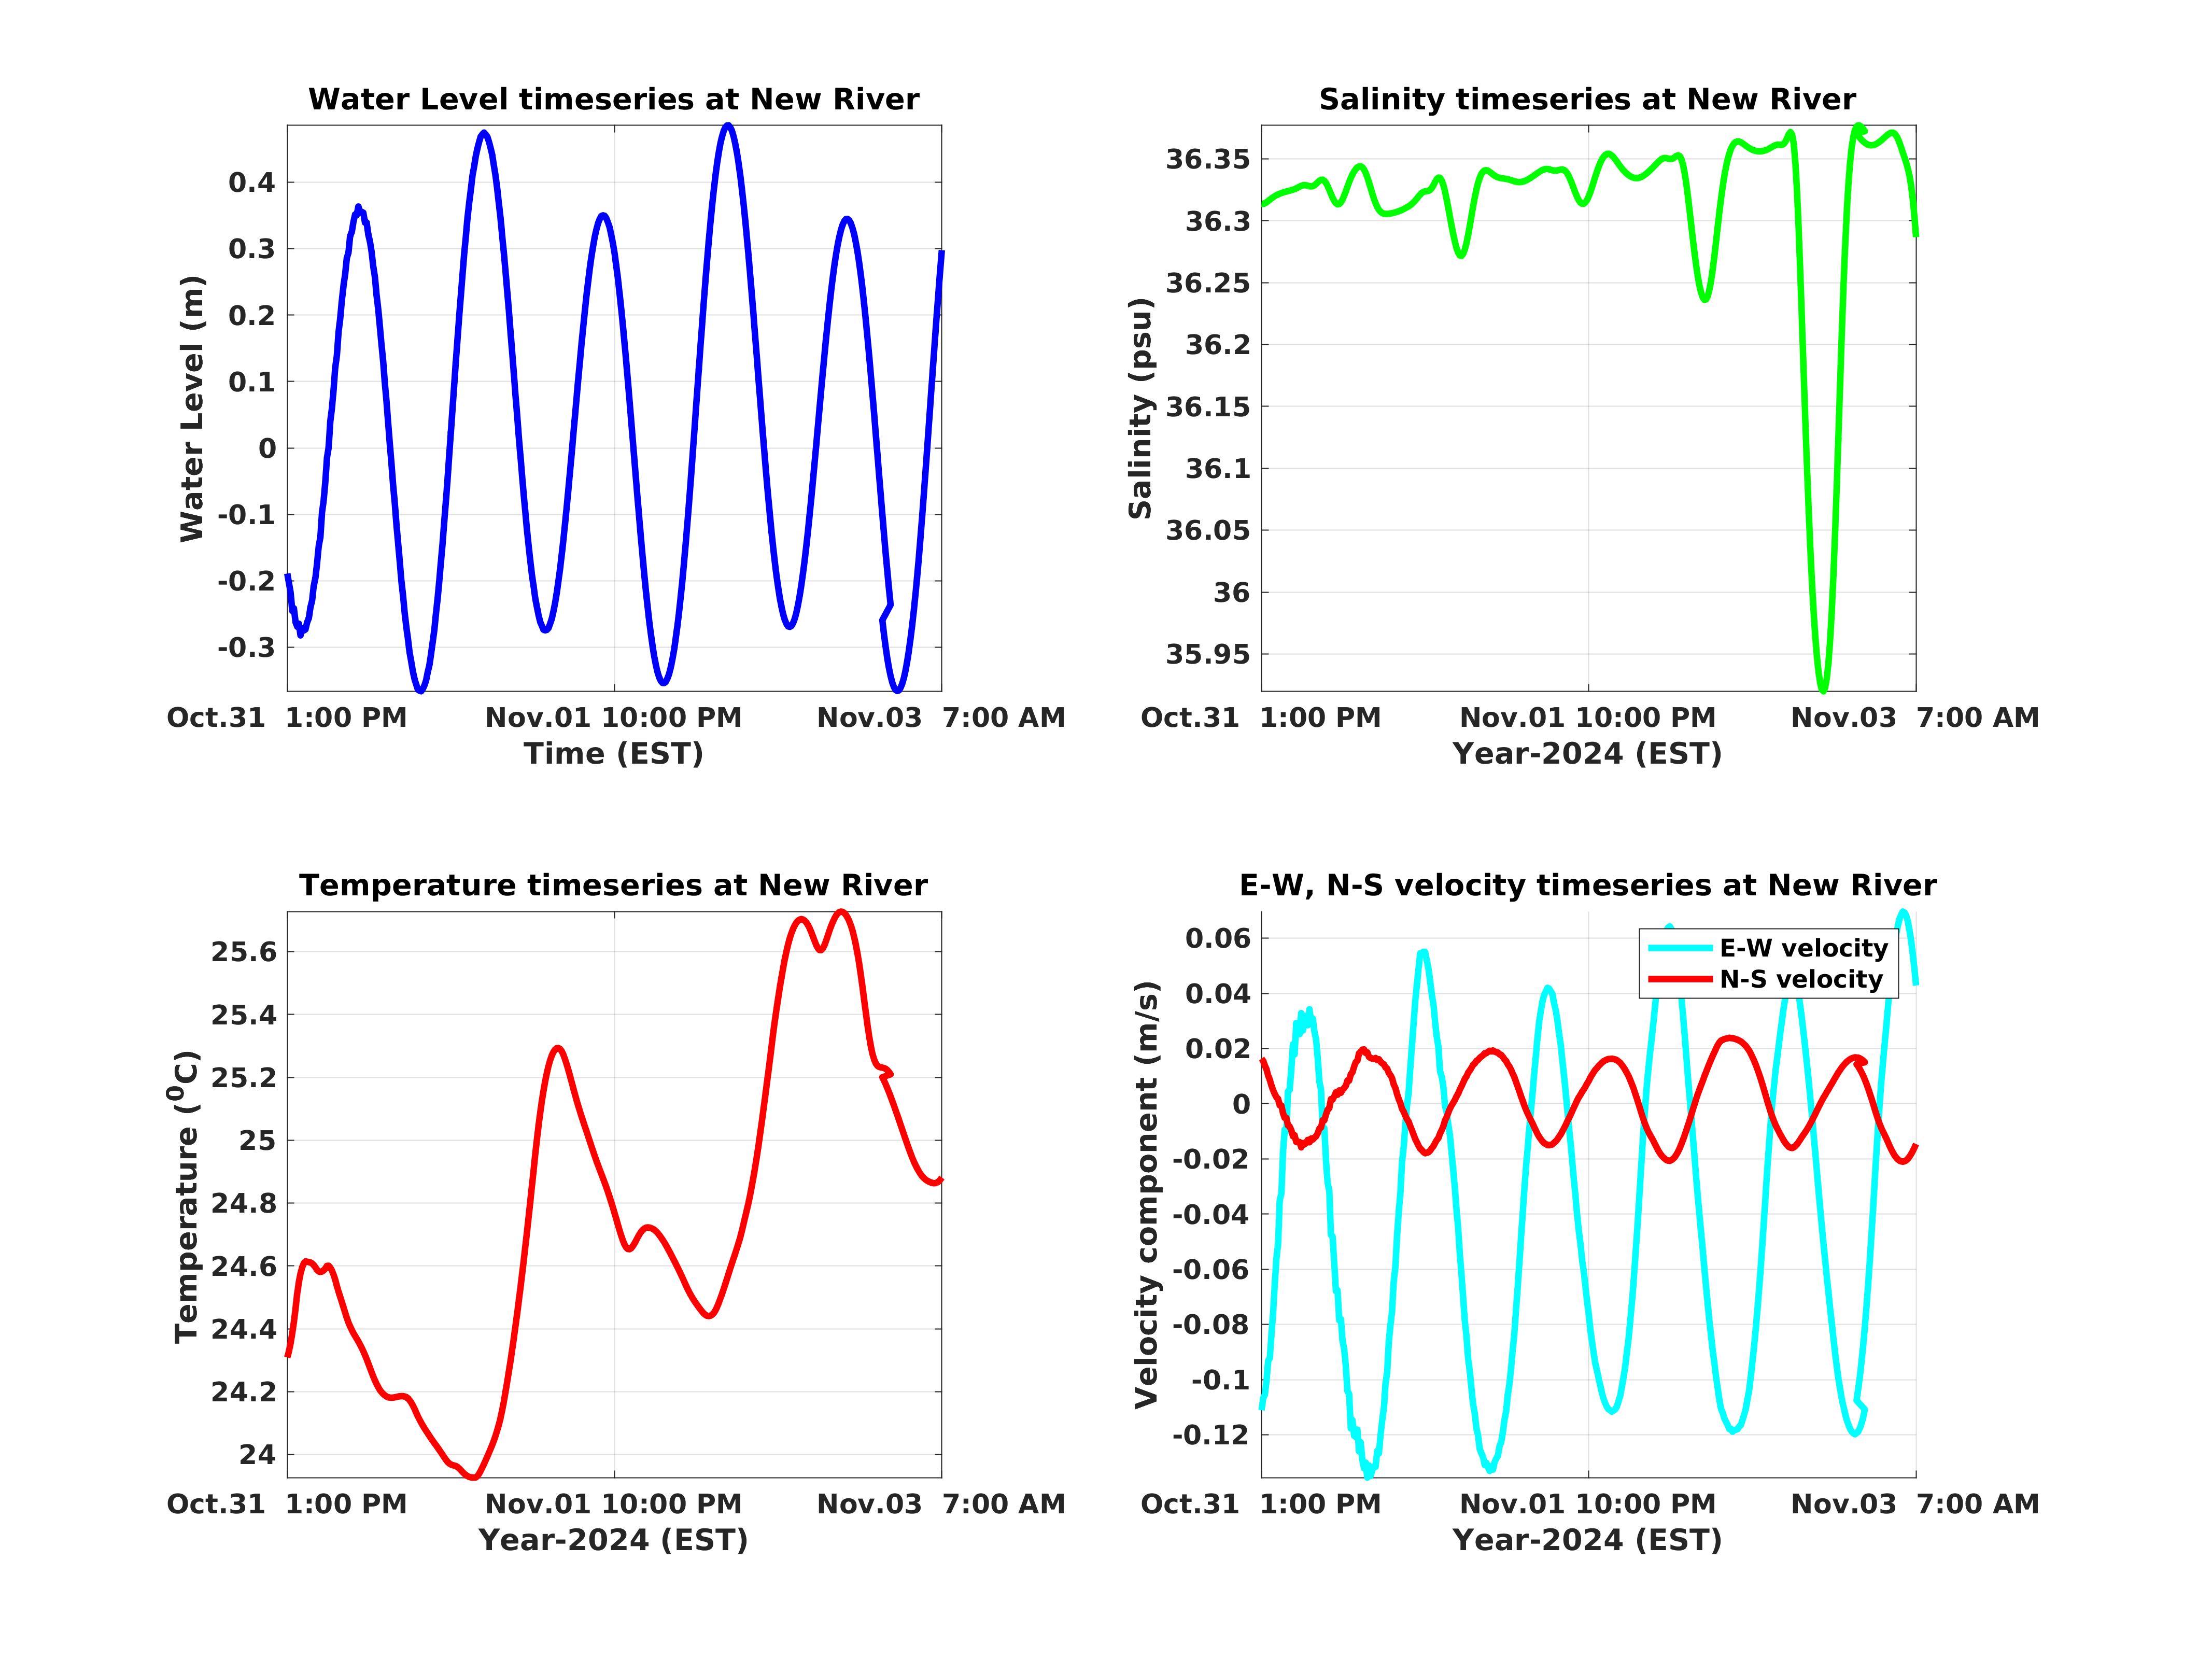 Water Level timeseries at New River
Water Level (m)
0.4
0.3
0.2
0.1
0
-0.1
-0.2
-0.3
Oct.31 1:00 PM
Nov.01 10:00 PM
Nov.03 7:00 AM
Time (EST)
Salinity timeseries at New River
Salinity (psu)
36.35
36.3
36.25
36.2
36.15
36.1
36.05
36
35.95
Oct.31 1:00 PM
Nov.01 10:00 PM
Nov.03 7:00 AM
Year-2024 (EST)
Temperature timeseries at New River
Temperature (⁰C)
25.6
25.4
25.2
25
24.8
24.6
24.4
24.2
24
Oct.31 1:00 PM
Nov.01 10:00 PM
Nov.03 7:00 AM
Year-2024 (EST)
E-W, N-S velocity timeseries at New River
Velocity component (m/s)
0.06
0.04
0.02
0
-0.02
-0.04
-0.06
-0.08
-0.1
-0.12
E-W velocity
N-S velocity
Oct.31 1:00 PM
Nov.01 10:00 PM
Nov.03 7:00 AM
Year-2024 (EST)